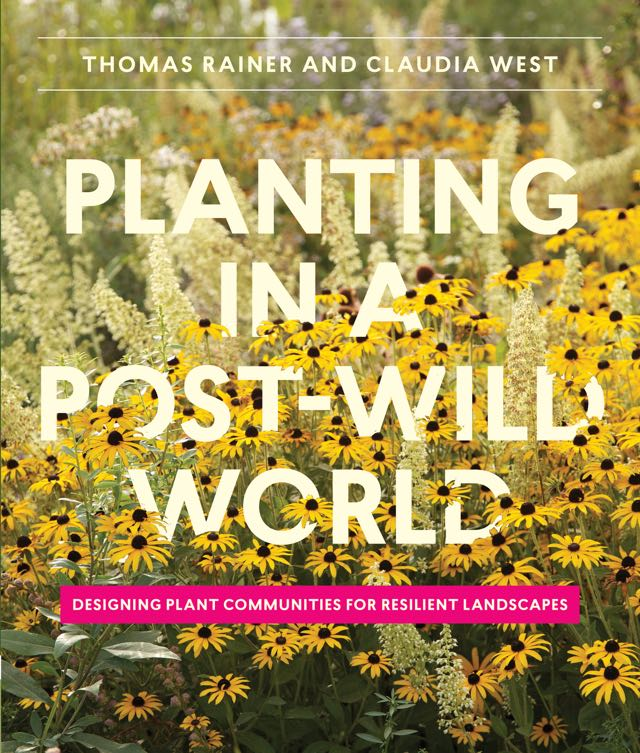 THOMAS RAINER AND CLAUDIA WEST
PLANTING
IN A
POST-WILD
WORLD
DESIGNING PLANT COMMUNITIES FOR RESILIENT LANDSCAPES